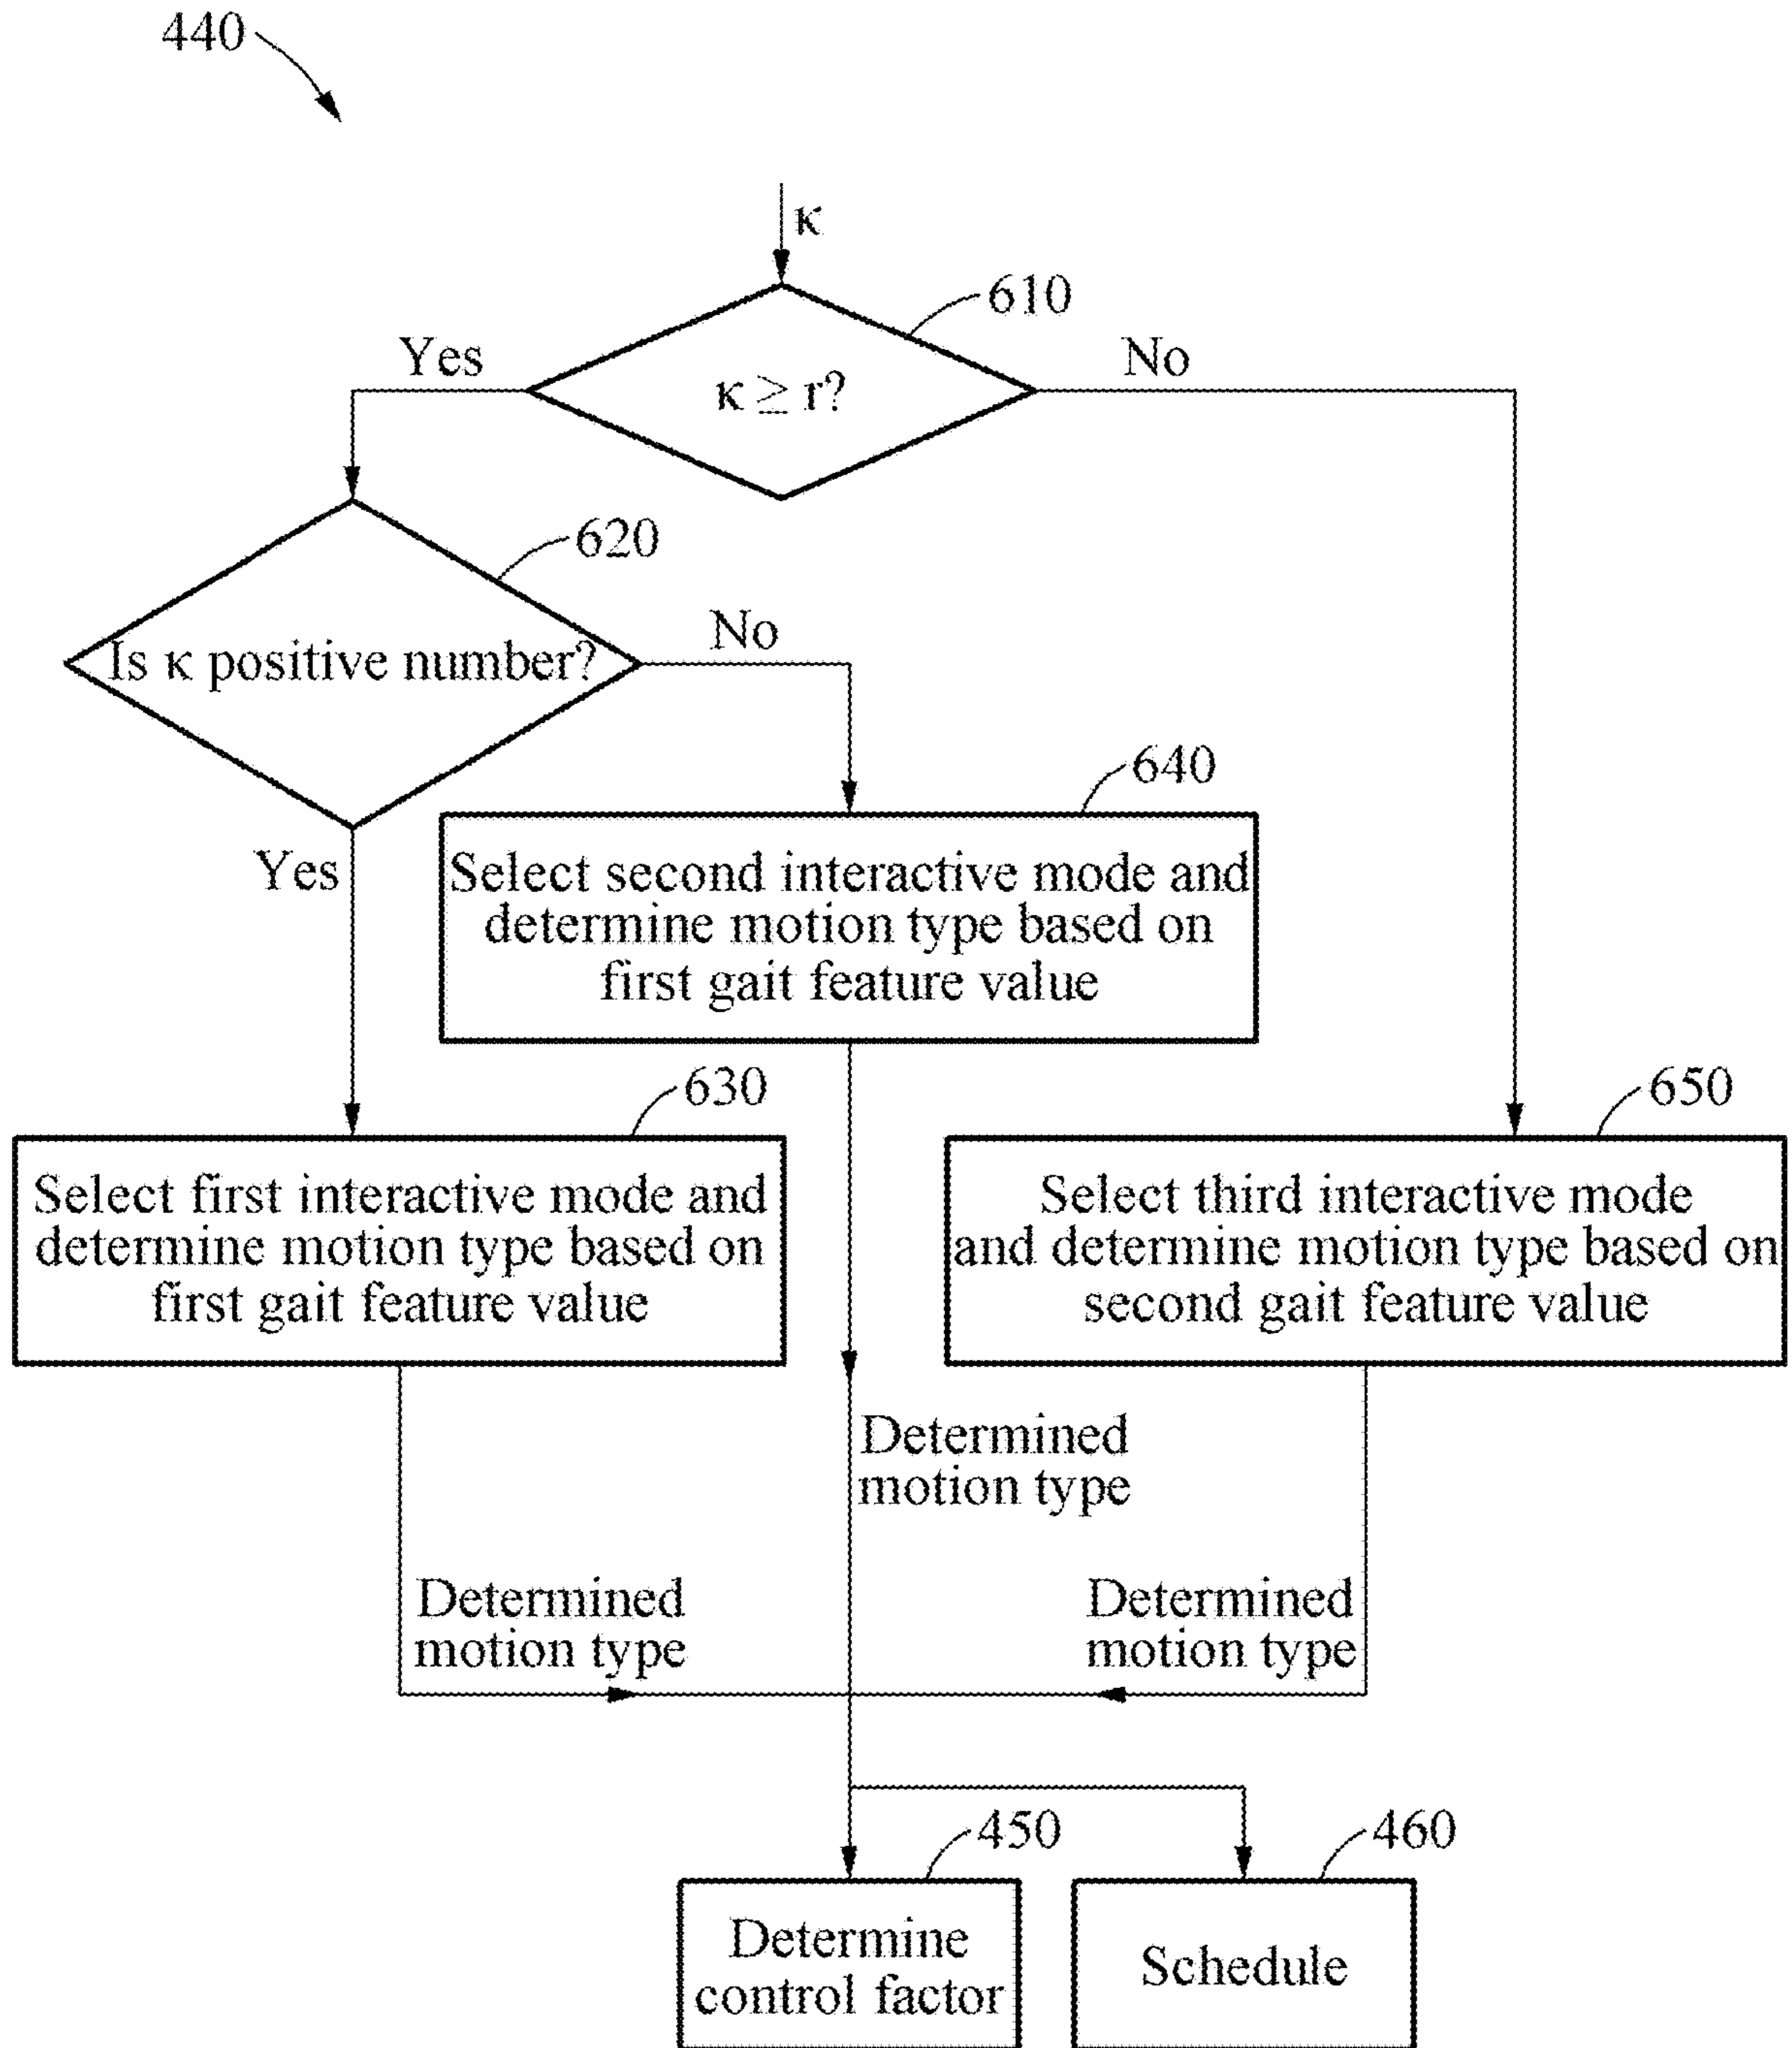 440
κ
610
Yes
No
κ ≥ r?
620
No
Is κ positive number?
640
Yes
Select second interactive mode and
determine motion type based on
first gait feature value
630
650
Select first interactive mode and
determine motion type based on
first gait feature value
Select third interactive mode
and determine motion type based on
second gait feature value
Determined
motion type
Determined
motion type
Determined
motion type
450
460
Determine
control factor
Schedule